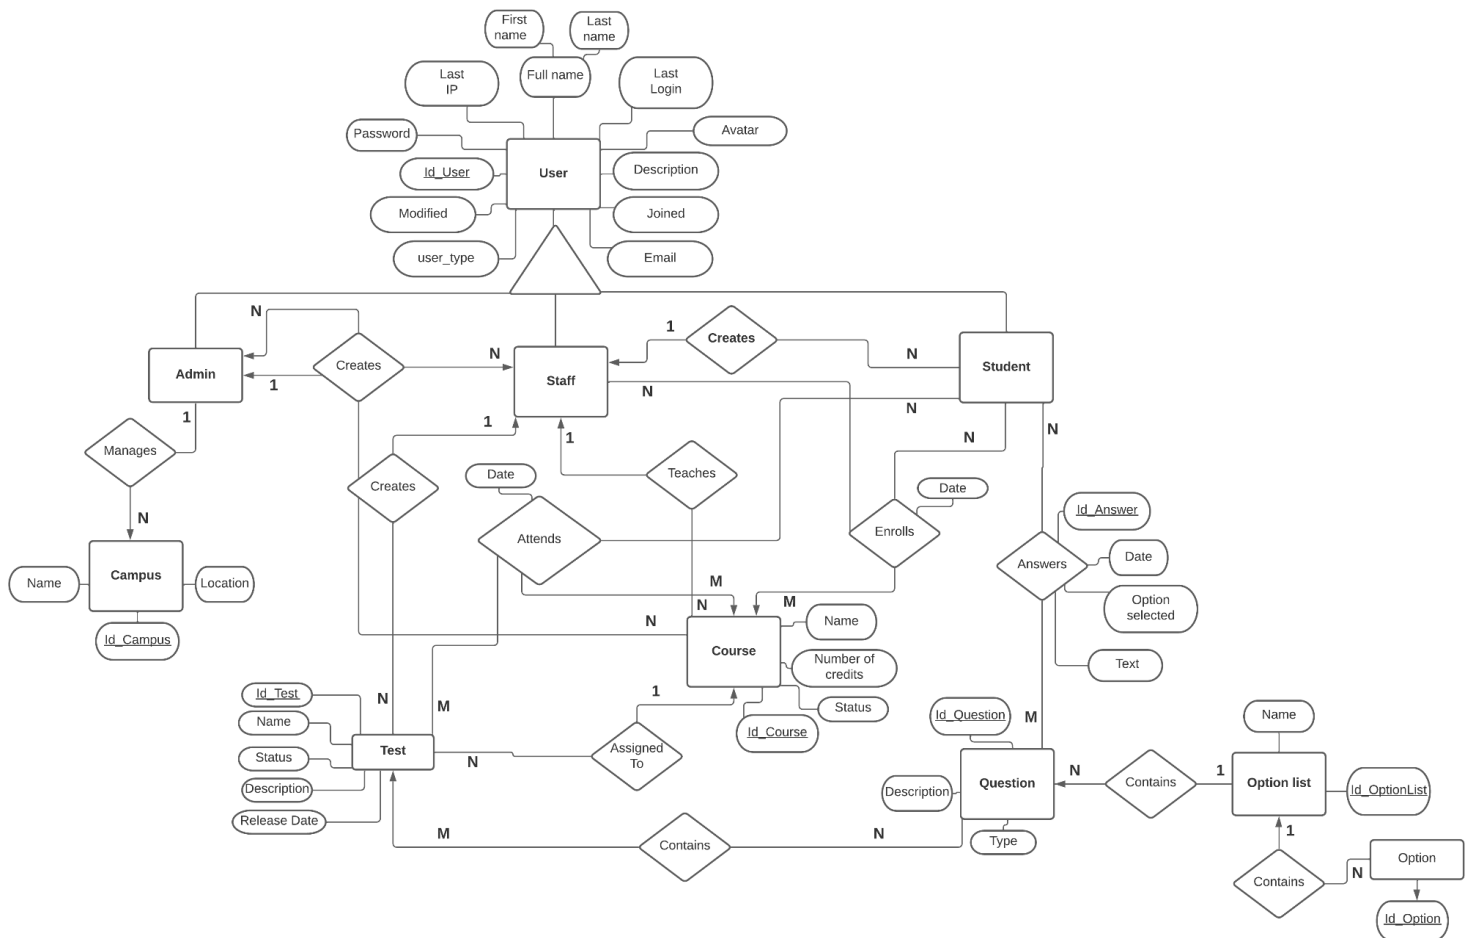 First
name
Last
name
Full name
Last
IP
Last
Login
Password
Avatar
Id_User
User
Description
Modified
Joined
user_type
Email
N
Creates
1
Creates
N
N
Admin
Creates
1
Staff
Student
1
N
N
1
1
N
N
Manages
Date
Teaches
Creates
Date
Id_Answer
N
Attends
Enrolls
Answers
Date
Campus
Name
Location
M
M
N
Option
selected
Id_Campus
N
Name
Course
Number of
credits
Text
Id_Test
1
N
M
Status
Name
Id_Course
Id_Question
M
Name
Test
Assigned
To
Status
N
Description
Question
N
Contains
1
Option list
Description
Id_OptionList
Release Date
M
N
Type
1
Contains
Option
Contains
N
Id_Option